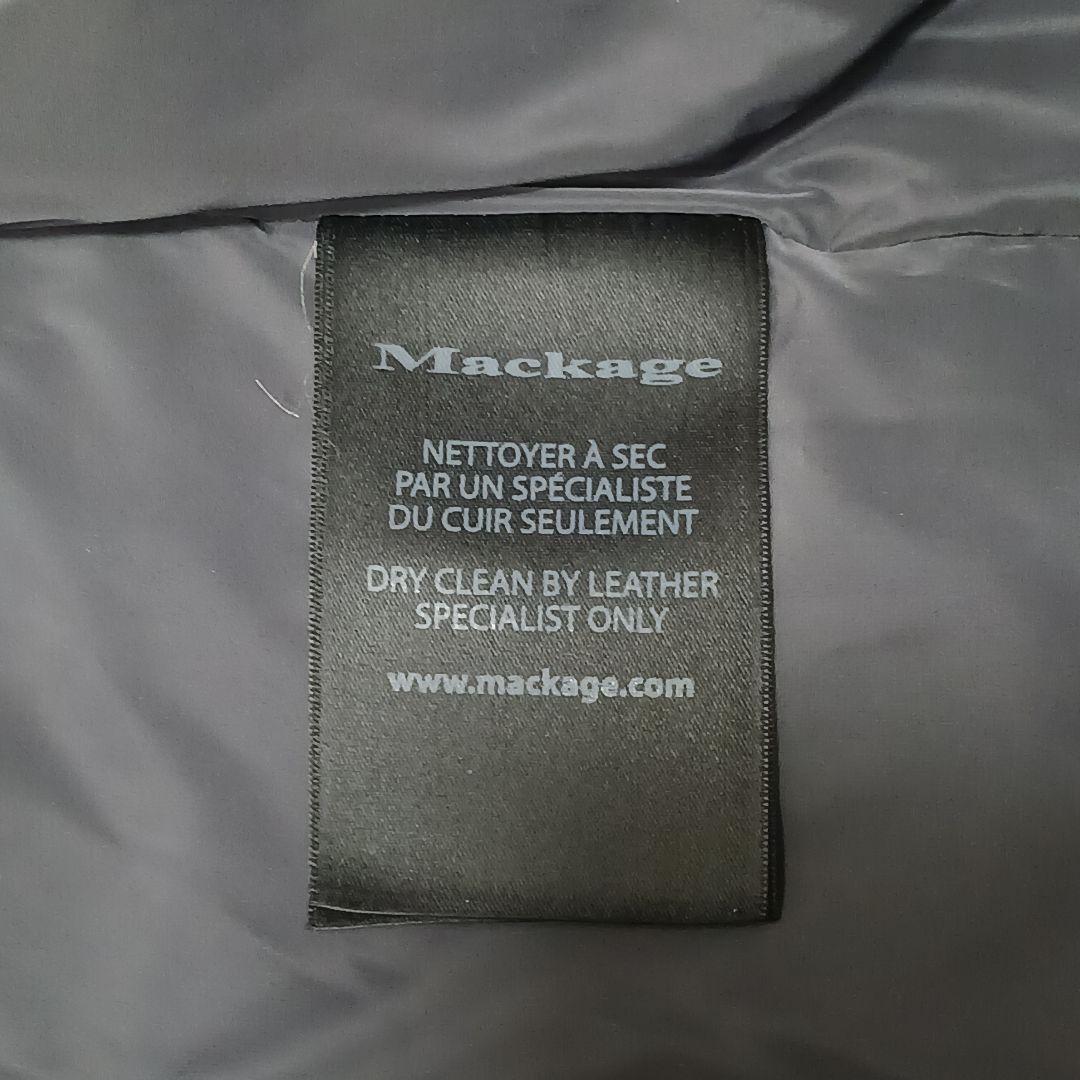 Mackage
NETTOYER À SEC
PAR UN SPÉCIALISTE
DU CUIR SEULEMENT
DRY CLEAN BY LEATHER
SPECIALIST ONLY
www.mackage.com